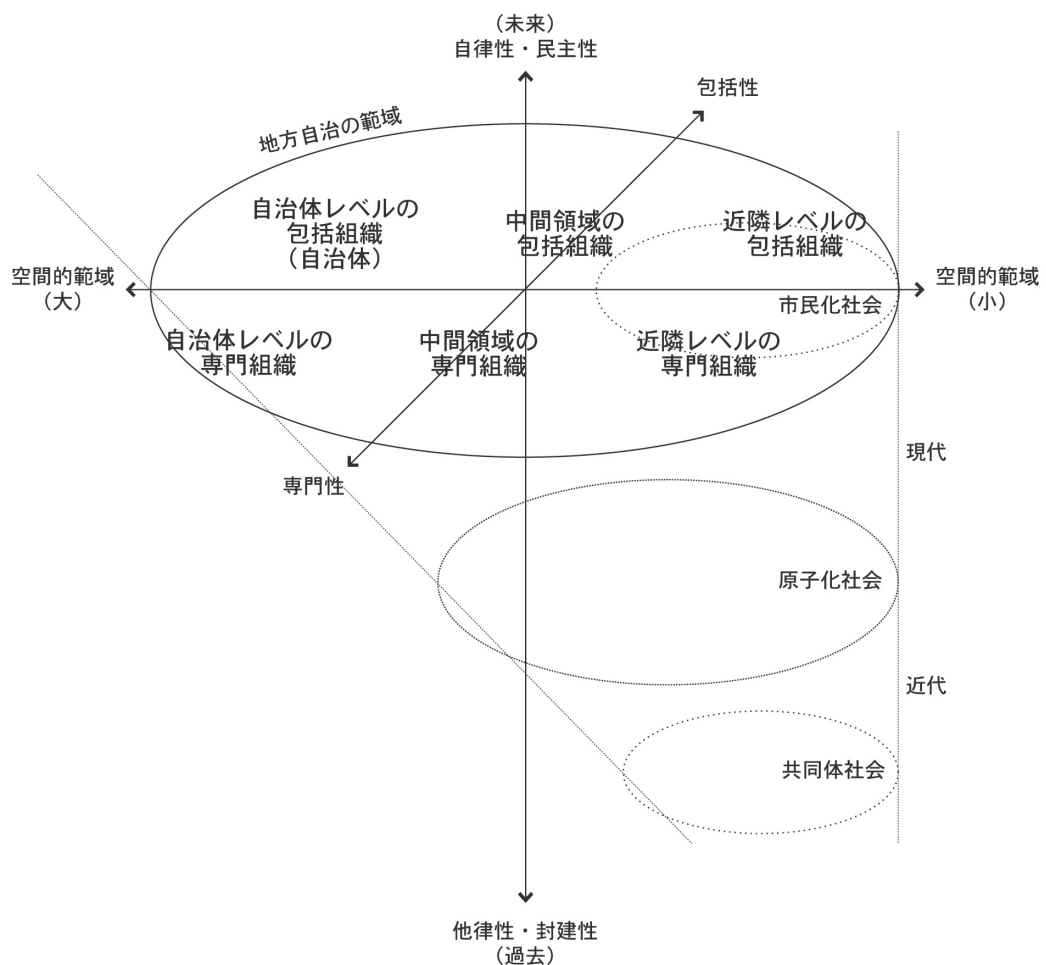 （未来）
自律性・民主性
包括性
地方自治の範域
自治体レベルの
包括組織
（自治体）
中間領域の
包括組織
近隣レベルの
包括組織
空間的範域
（大）
空間的範域
（小）
市民化社会
自治体レベルの
専門組織
中間領域の
専門組織
近隣レベルの
専門組織
現代
専門性
原子化社会
近代
共同体社会
他律性・封建性
（過去）